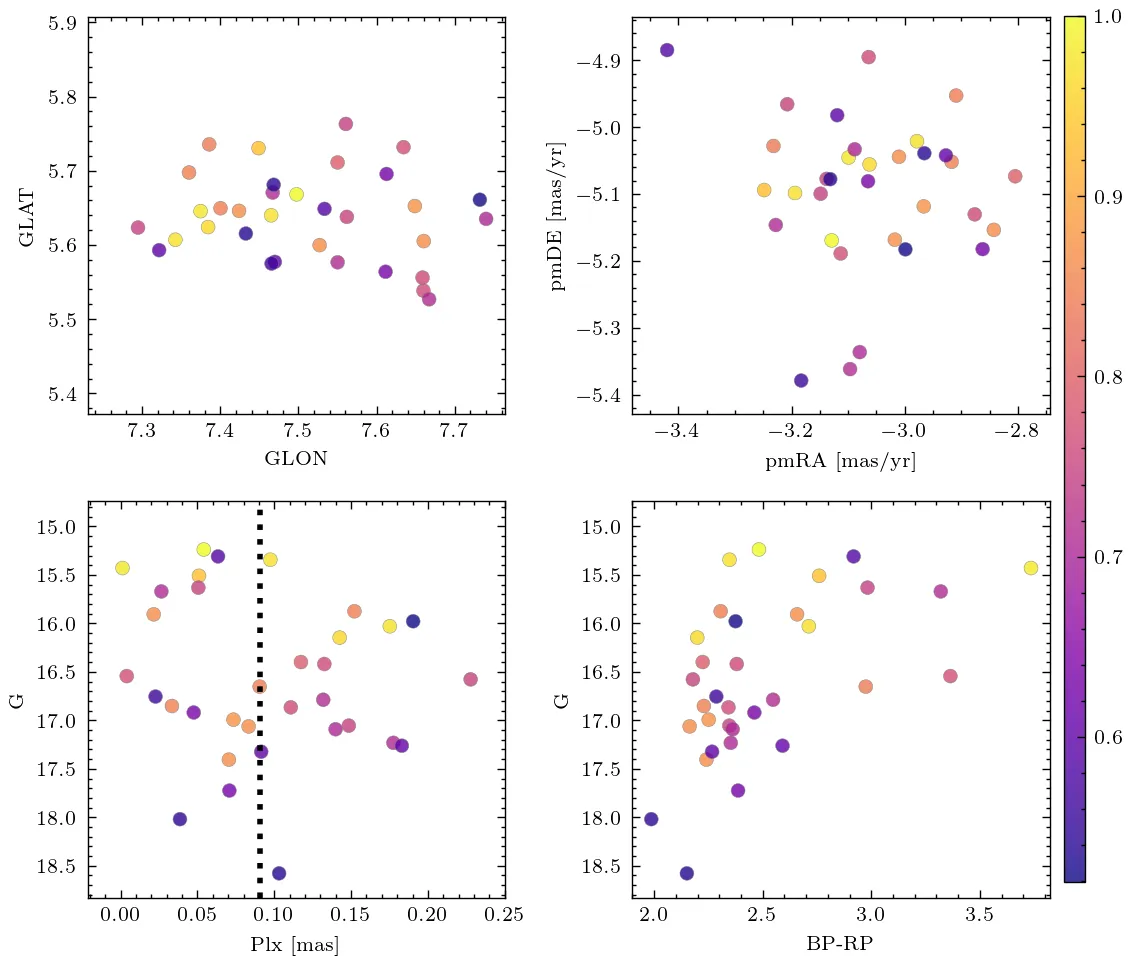 5.9
5.8
5.7
5.6
5.5
5.4
GLAT
7.3 7.4 7.5 7.6 7.7
GLON
−4.9
−5.0
−5.1
−5.2
−5.3
−5.4
pmDE [mas/yr]
−3.4 −3.2 −3.0 −2.8
pmRA [mas/yr]
1.0
0.9
0.8
0.7
0.6
15.0
15.5
16.0
16.5
17.0
17.5
18.0
18.5
G
0.00 0.05 0.10 0.15 0.20 0.25
Plx [mas]
15.0
15.5
16.0
16.5
17.0
17.5
18.0
18.5
G
2.0 2.5 3.0 3.5
BP-RP